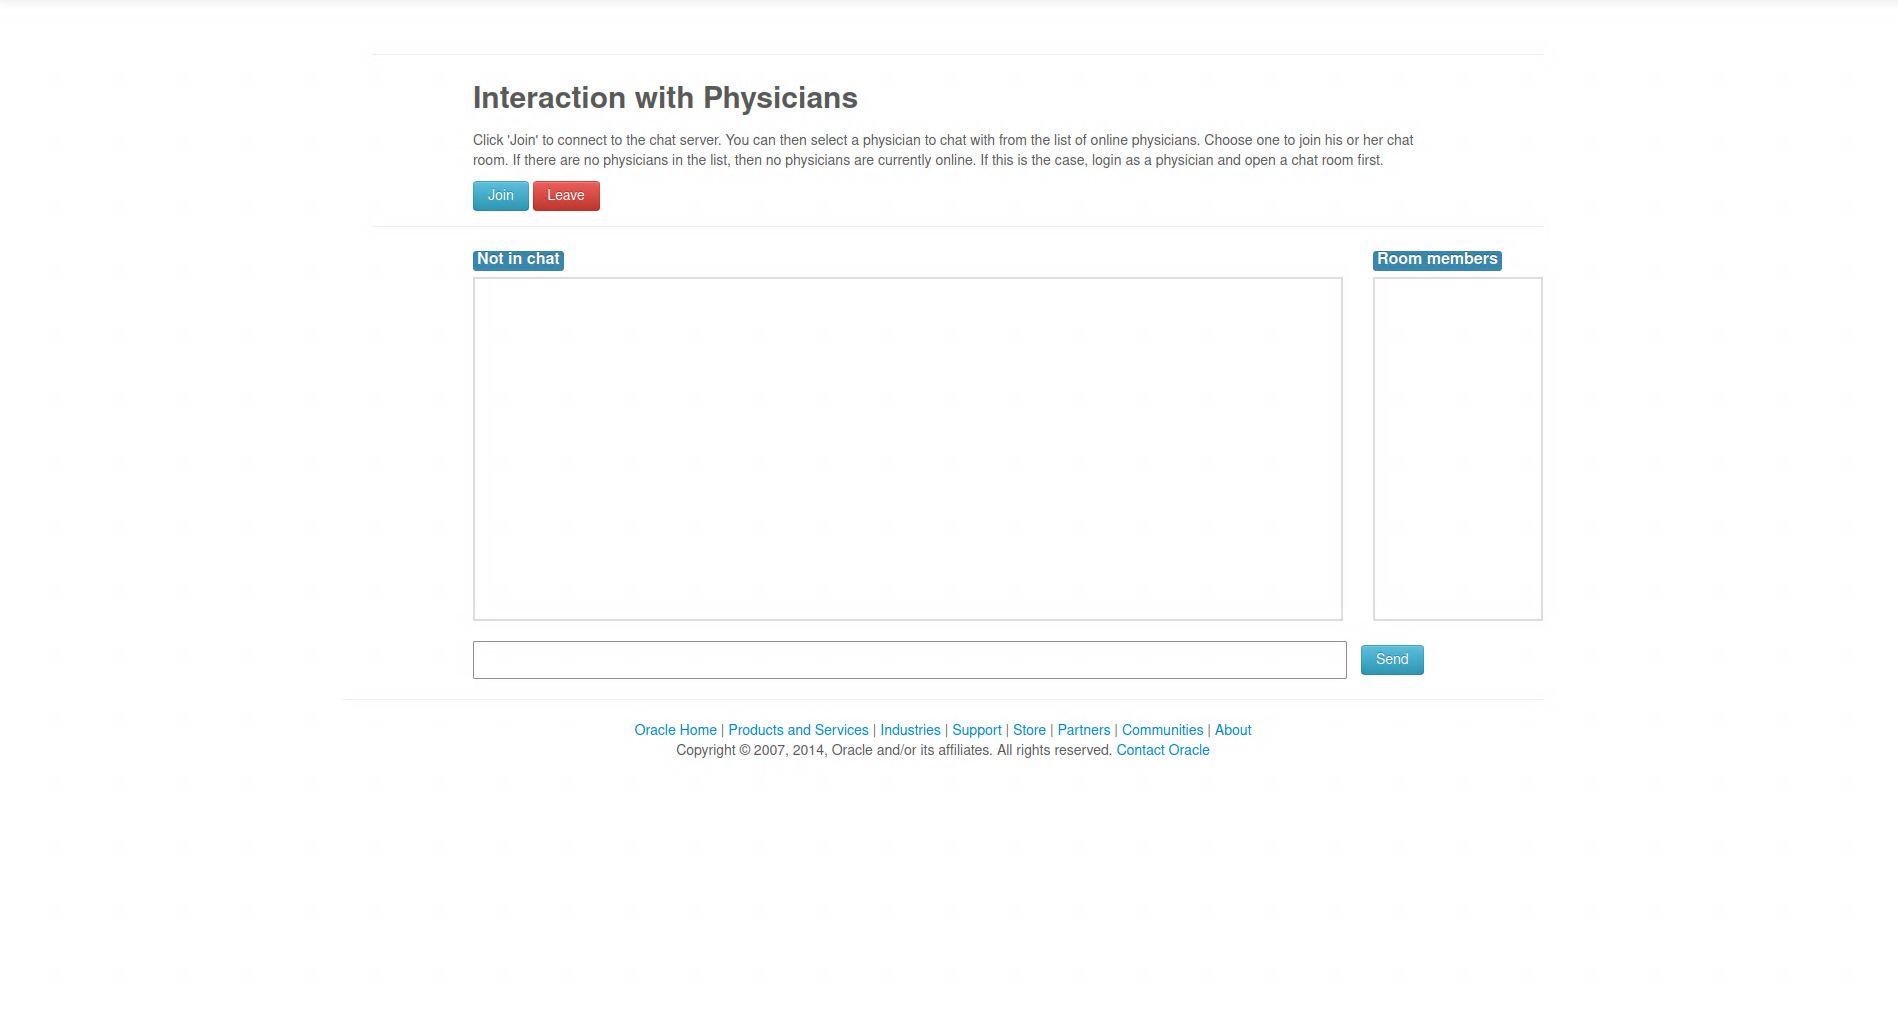 Interaction with Physicians
Click 'Join' to connect to the chat server. You can then select a physician to chat with from the list of online physicians. Choose one to join his or her chat
room. If there are no physicians in the list, then no physicians are currently online. If this is the case, login as a physician and open a chat room first.
Join Leave
Not in chat Room members
Send
Oracle Home | Products and Services | Industries | Support | Store | Partners | Communities | About
Copyright © 2007, 2014, Oracle and/or its affiliates. All rights reserved. Contact Oracle